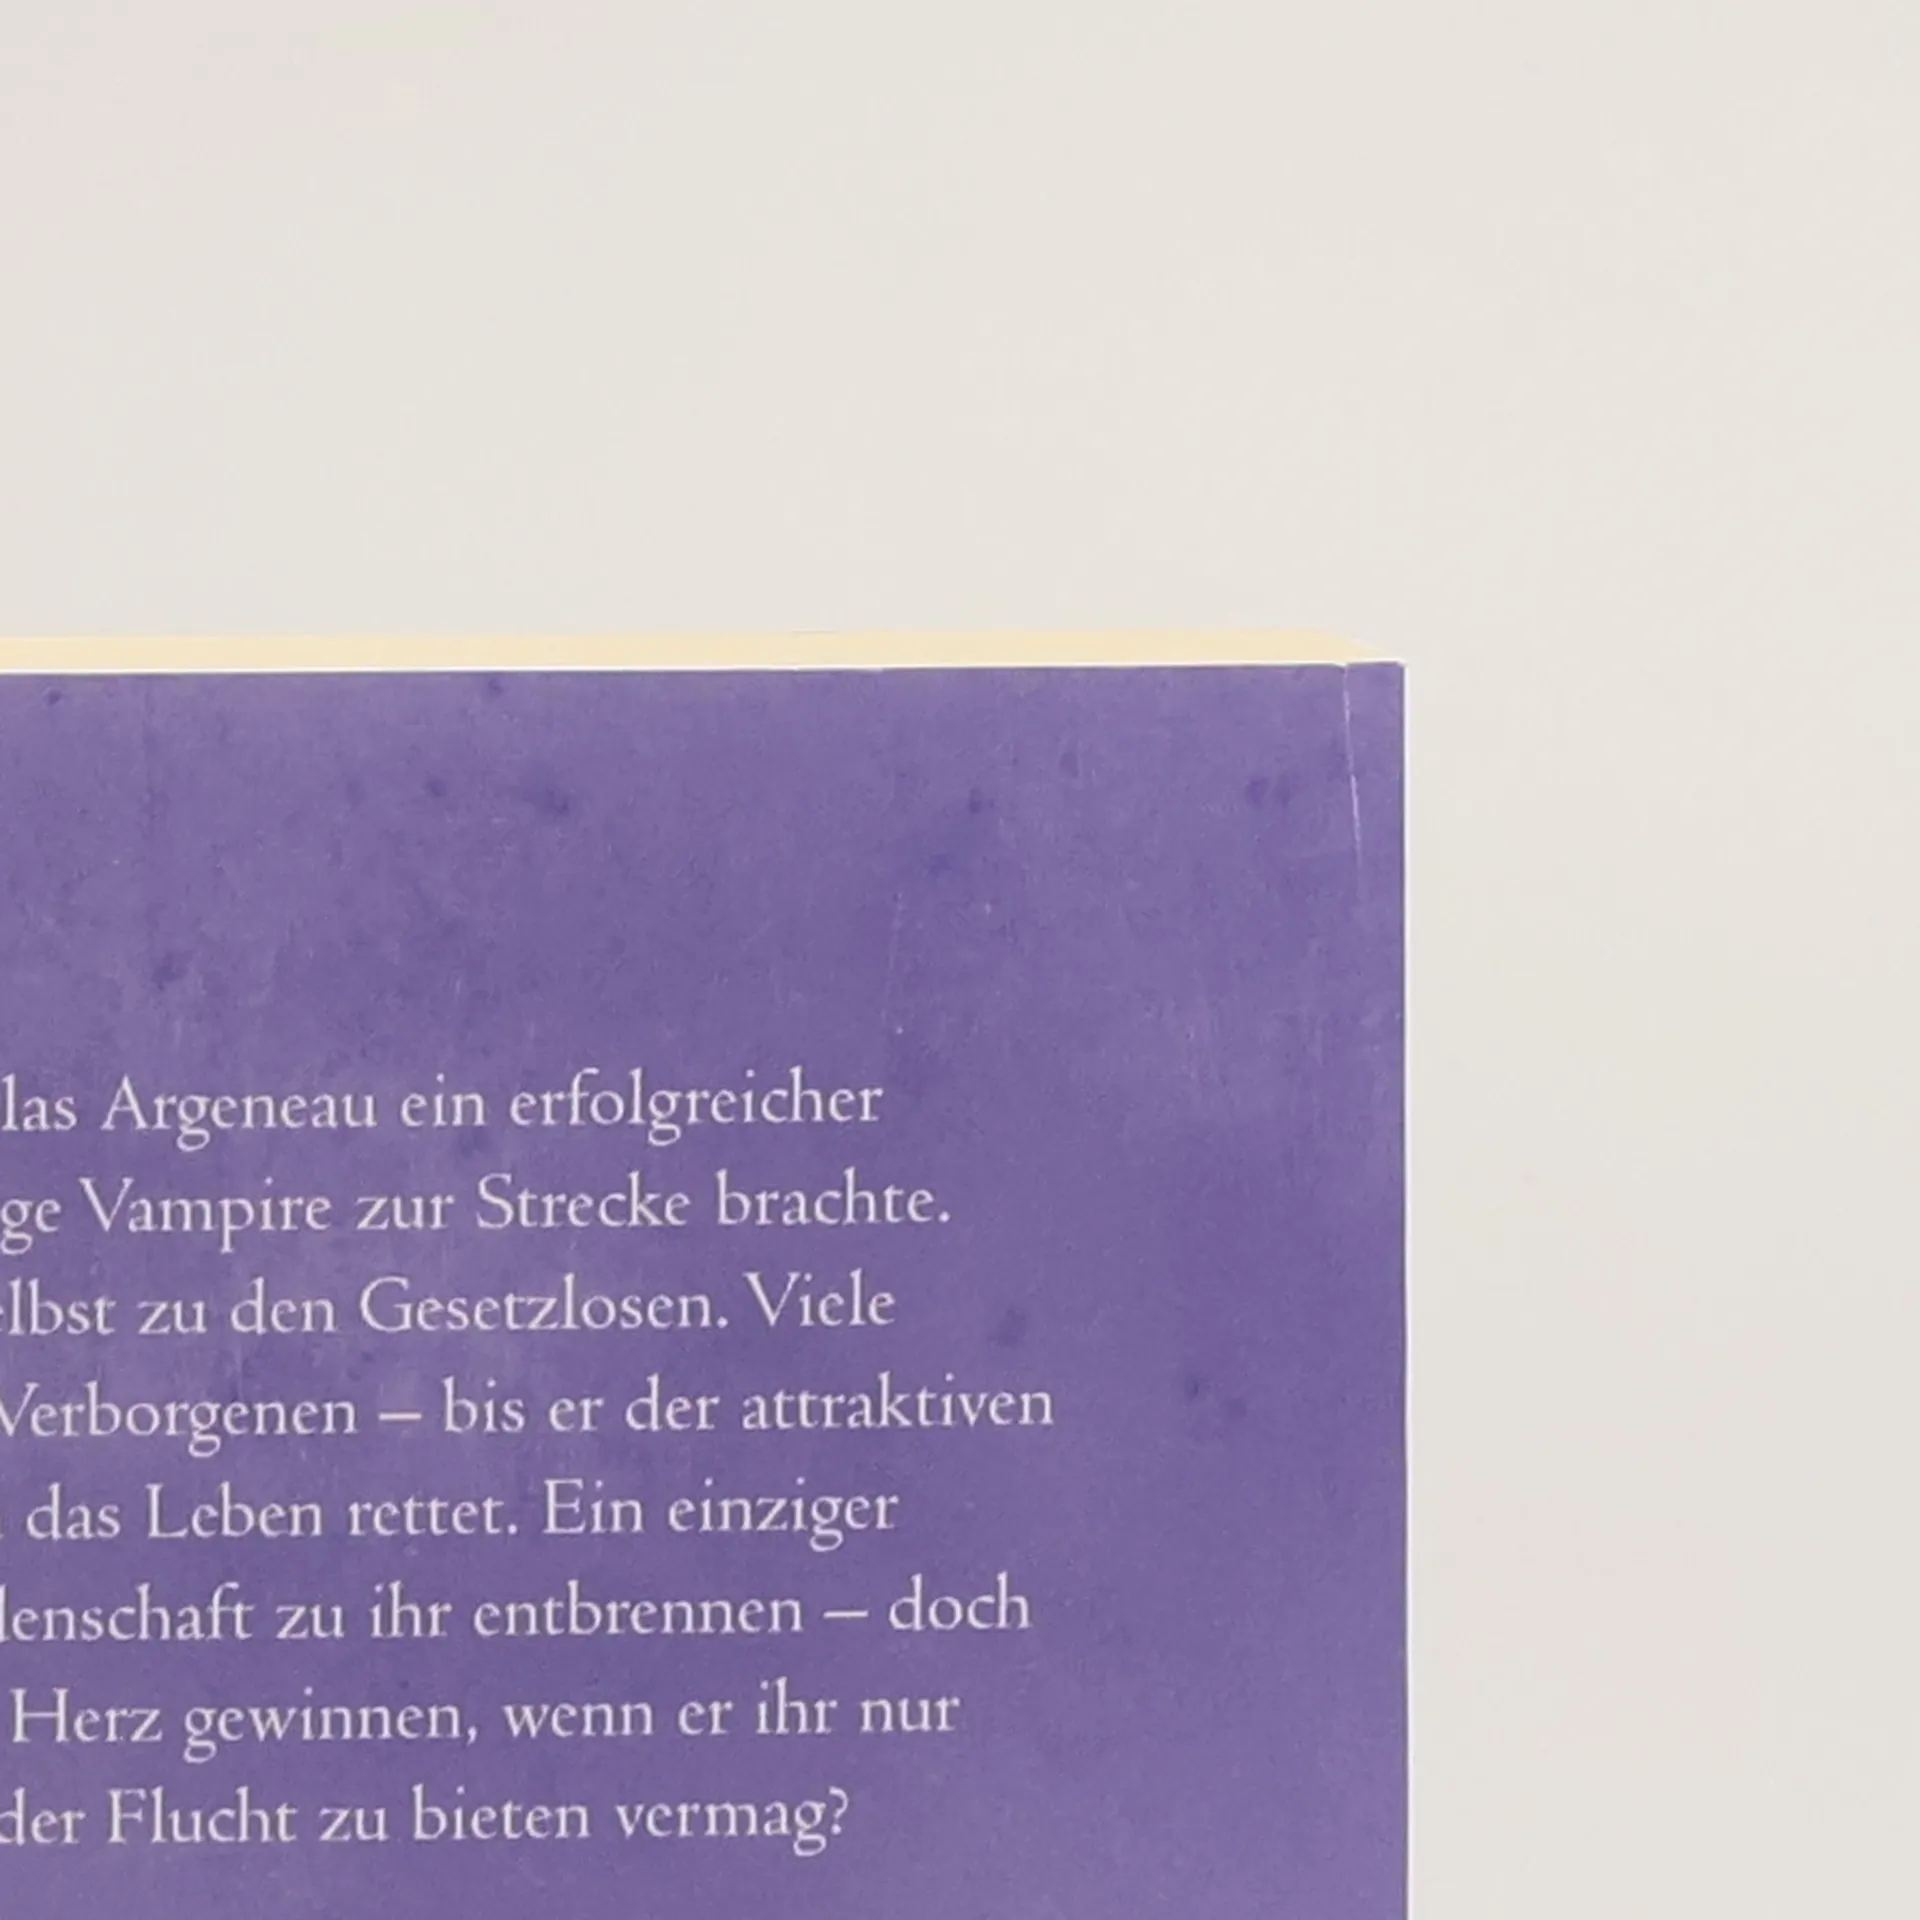 las Argeneau ein erfolgreicher
ge Vampire zur Strecke brachte.
elbst zu den Gesetzlosen. Viele
Verborgenen – bis er der attraktiven
das Leben rettet. Ein einziger
denschaft zu ihr entbrennen – doch
Herz gewinnen, wenn er ihr nur
der Flucht zu bieten vermag?